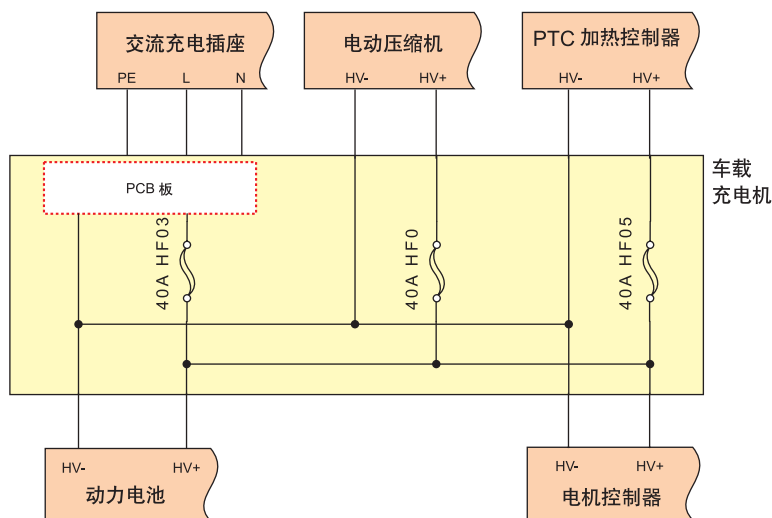 交流充电插座
PE L N
电动压缩机
HV- HV+
PTC 加热控制器
HV- HV+
车载
充电机
PCB 板
40A HF03
40A HF0
40A HF05
HV- HV+
动力电池
HV- HV+
电机控制器